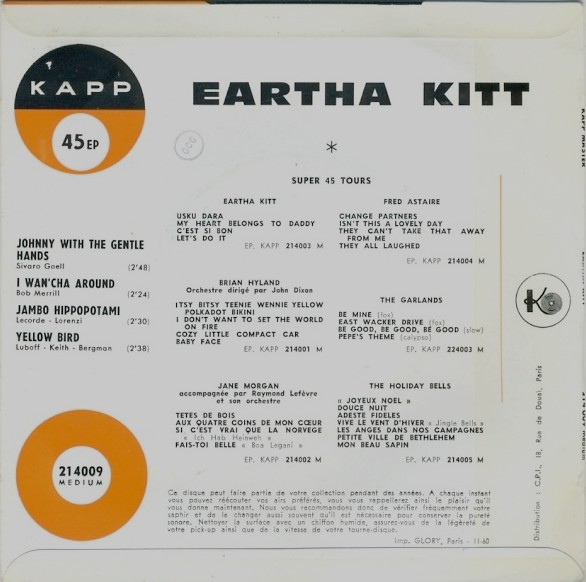 KAPP
45 EP
EARTHA KITT
*
SUPER 45 TOURS
JOHNNY WITH THE GENTLE
HANDS
Sivaro Goell (2'48)
I WAN'CHA AROUND
Bob Merrill (2'24)
JAMBO HIPPOPOTAMI
Lecorde - Lorenzi (2'30)
YELLOW BIRD
Luboff - Keith - Bergman (2'38)
214009
MEDIUM
EARTHA KITT
USKU DARA
MY HEART BELONGS TO DADDY
C'EST SI BON
LET'S DO IT
EP. KAPP 214003 M
FRED ASTAIRE
CHANGE PARTNERS
ISN'T THIS A LOVELY DAY
THEY CAN'T TAKE THAT AWAY
FROM ME
THEY ALL LAUGHED
EP. KAPP 214004 M
BRIAN HYLAND
Orchestre dirigé par John Dixon
ITSY BITSY TEENIE WENNIE YELLOW
POLKADOT BIKINI
I DON'T WANT TO SET THE WORLD
ON FIRE
COZY LITTLE COMPACT CAR
BABY FACE
EP. KAPP 214001 M
THE GARLANDS
BE MINE (fox)
EAST WACKER DRIVE (fox)
BE GOOD, BE GOOD, BE GOOD (slow)
PEPE'S THEME (calypso)
EP. KAPP 224003 M
JANE MORGAN
accompagnée par Raymond Lefèvre
et son orchestre
TETES DE BOIS
AUX QUATRE COINS DE MON CŒUR
SI C'EST VRAI QUE LA NORVEGE
« Ich Hab Heinweh »
FAIS-TOI BELLE « Boa Legani »
EP. KAPP 214002 M
THE HOLIDAY BELLS
« JOYEUX NOEL »
DOUCE NUIT
ADESTE FIDELES
VIVE LE VENT D'HIVER « Jingle Bells »
LES ANGES DANS NOS CAMPAGNES
PETITE VILLE DE BETHLEHEM
MON BEAU SAPIN
EP. KAPP 214005 M
K
Distribution : C.P.I., 18, Rue de Douai, Paris
Ce disque peut faire partie de votre collection pendant des années. A chaque instant
vous pouvez réécouter vos airs préférés, vous vous rappellerez ainsi le plaisir qu'il
vous donne maintenant. Nous vous recommandons donc de vérifier fréquemment votre
saphir et de la changer aussi souvent qu'il est nécessaire pour conserver la pureté
sonore. Nettoyer la surface avec un chiffon humide, assurez-vous de la légèreté de
votre pick-up ainsi que de la vitesse de votre tourne-disque.
Imp. GLORY, Paris - 11-60